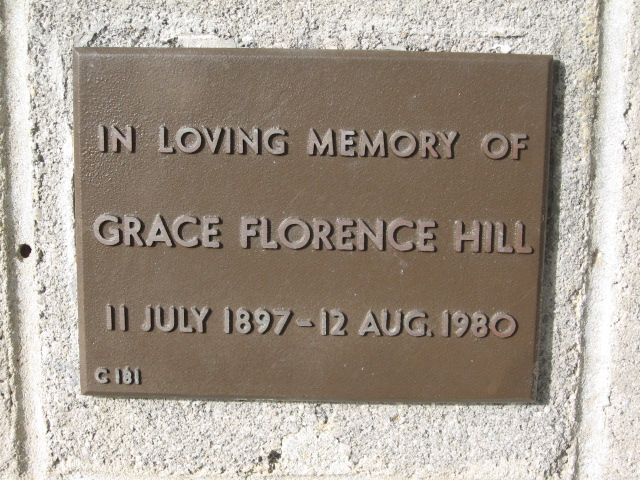 IN LOVING MEMORY OF
GRACE FLORENCE HILL
11 JULY 1897-12 AUG. 1980
C 181